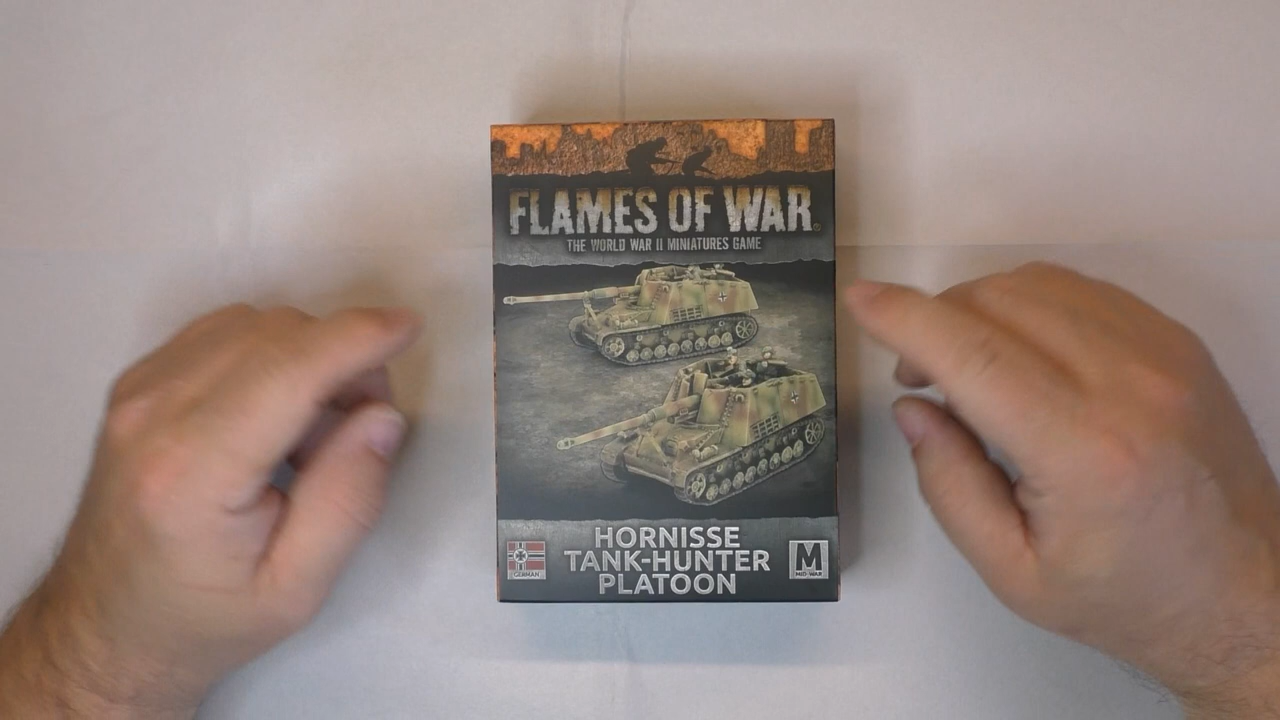 FLAMES OF WAR
THE WORLD WAR II MINIATURES GAME
HORNISSE
TANK-HUNTER
PLATOON
GERMAN
M
MID-WAR